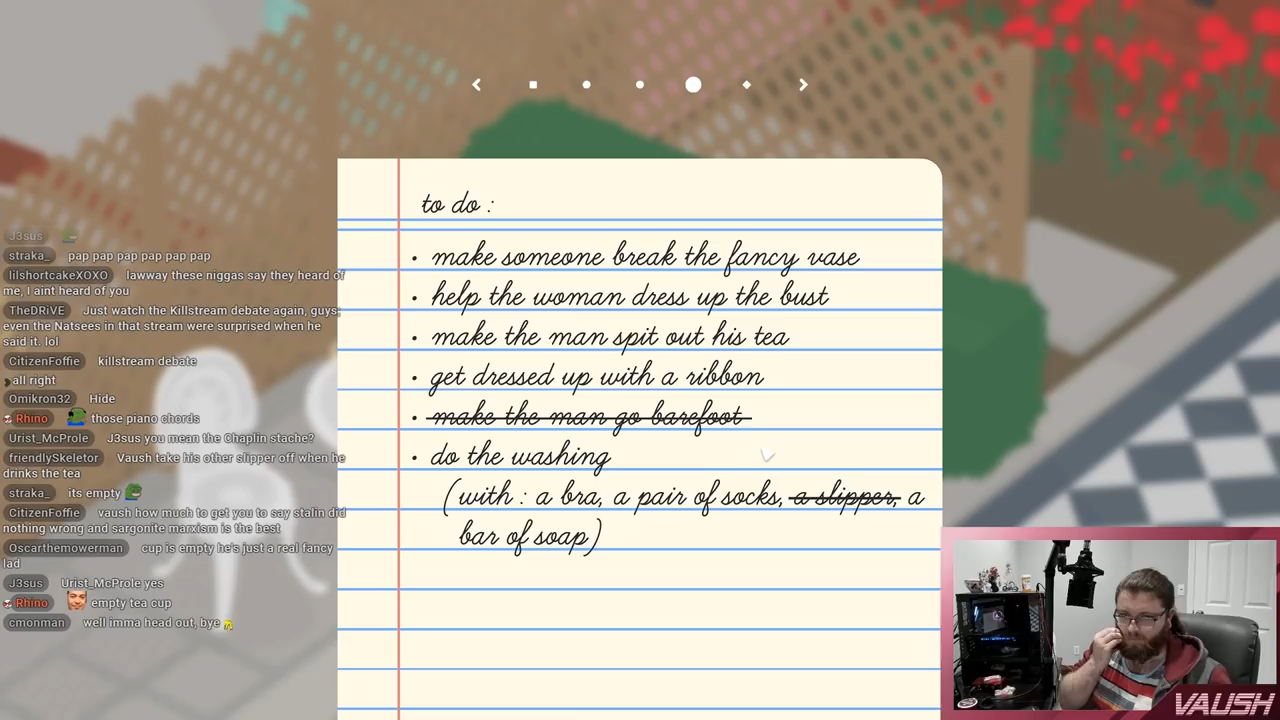 to do :
• make someone break the fancy vase
• help the woman dress up the bust
• make the man spit out his tea
• get dressed up with a ribbon
• make the man go barefoot
• do the washing
(with : a bra, a pair of socks, a slipper, a
bar of soap)
J3sus
straka_ pap pap pap pap pap pap
lilshortcakeXOXO lawway these niggas say they heard of
me, I aint heard of you
TheDRiVE Just watch the Killstream debate again, guys;
even the Natsees in that stream were surprised when he
said it. lol
CitizenFoffie killstream debate
all right
Omikron32 Hide
Rhino those piano chords
Urist_McProle J3sus you mean the Chaplin stache?
friendlySkeletor Vaush take his other slipper off when he
drinks the tea
straka_ its empty
CitizenFoffie vaush how much to get you to say stalin did
nothing wrong and sargonite marxism is the best
Oscarthemowerman cup is empty he's just a real fancy
lad
J3sus Urist_McProle yes
Rhino empty tea cup
cmonman well imma head out, bye
VAUSH